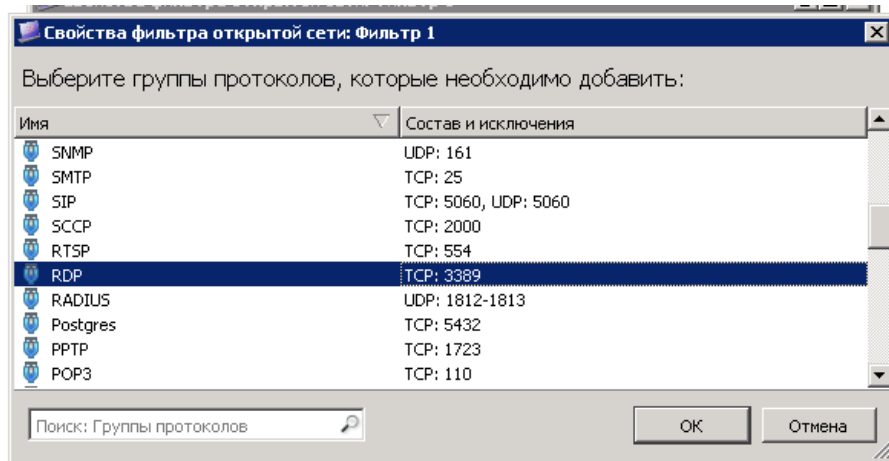 Свойства фильтра открытой сети: Фильтр 1
Выберите группы протоколов, которые необходимо добавить:
Имя Состав и исключения
SNMP UDP: 161
SMTP TCP: 25
SIP TCP: 5060, UDP: 5060
SCCP TCP: 2000
RTSP TCP: 554
RDP TCP: 3389
RADIUS UDP: 1812-1813
Postgres TCP: 5432
PPTP TCP: 1723
POP3 TCP: 110
Поиск: Группы протоколов OK Отмена